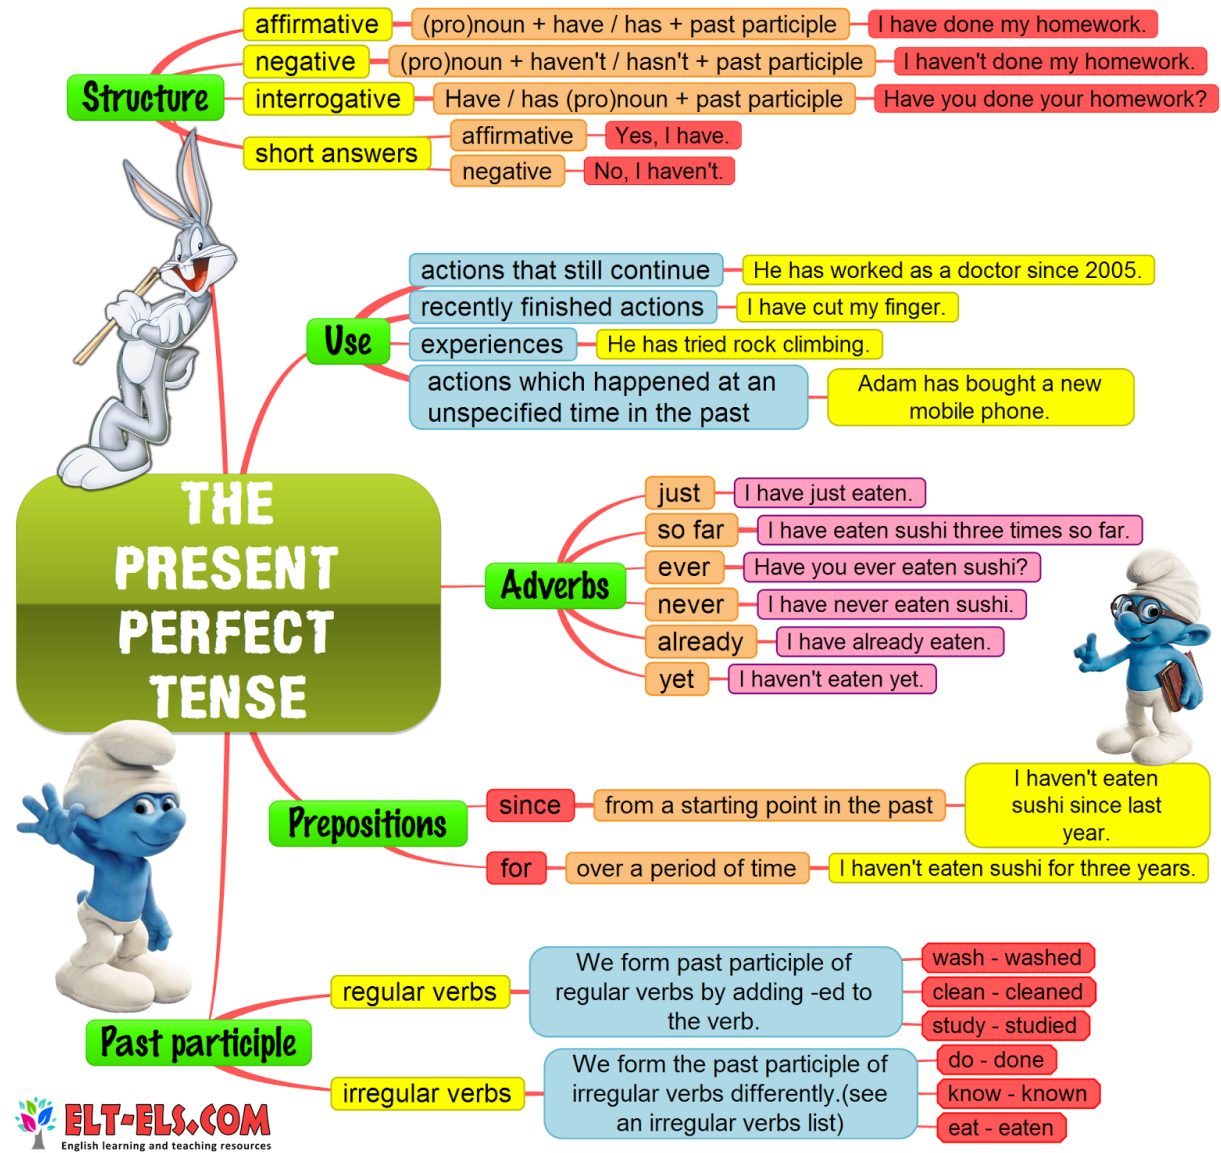 affirmative
(pro)noun + have / has + past participle
I have done my homework.
negative
(pro)noun + haven't / hasn't + past participle
I haven't done my homework.
Structure
interrogative
Have / has (pro)noun + past participle
Have you done your homework?
short answers
affirmative
Yes, I have.
negative
No, I haven't.
Use
actions that still continue
He has worked as a doctor since 2005.
recently finished actions
I have cut my finger.
experiences
He has tried rock climbing.
actions which happened at an
unspecified time in the past
Adam has bought a new
mobile phone.
THE
PRESENT
PERFECT
TENSE
Adverbs
just
I have just eaten.
so far
I have eaten sushi three times so far.
ever
Have you ever eaten sushi?
never
I have never eaten sushi.
already
I have already eaten.
yet
I haven't eaten yet.
Prepositions
since
from a starting point in the past
I haven't eaten
sushi since last
year.
for
over a period of time
I haven't eaten sushi for three years.
Past participle
regular verbs
We form past participle of
regular verbs by adding -ed to
the verb.
wash - washed
clean - cleaned
study - studied
irregular verbs
We form the past participle of
irregular verbs differently.(see
an irregular verbs list)
do - done
know - known
eat - eaten
ELT-ELS.COM
English learning and teaching resources